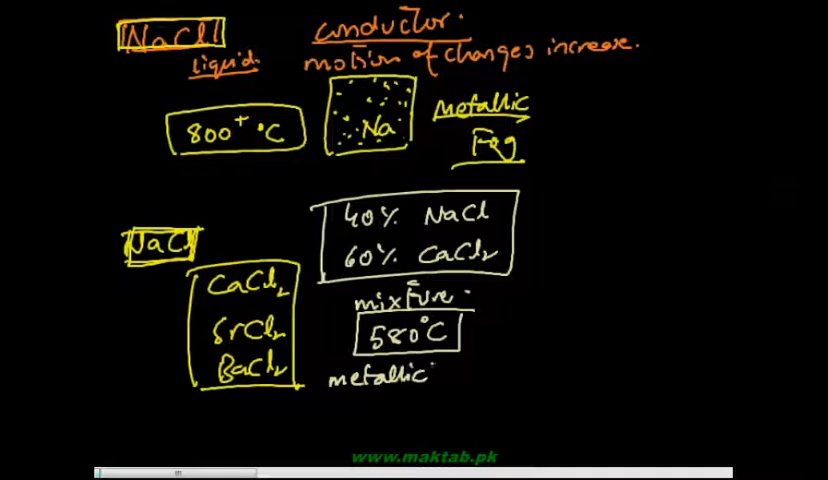 NaCl conductor.
liquid motion of changes increase.
800+ °C Na metallic
Fog
40% NaCl
NaCl 60% CaCl2
CaCl2 mixture.
SrCl2 580°C
BaCl2 metallic
www.maktab.pk